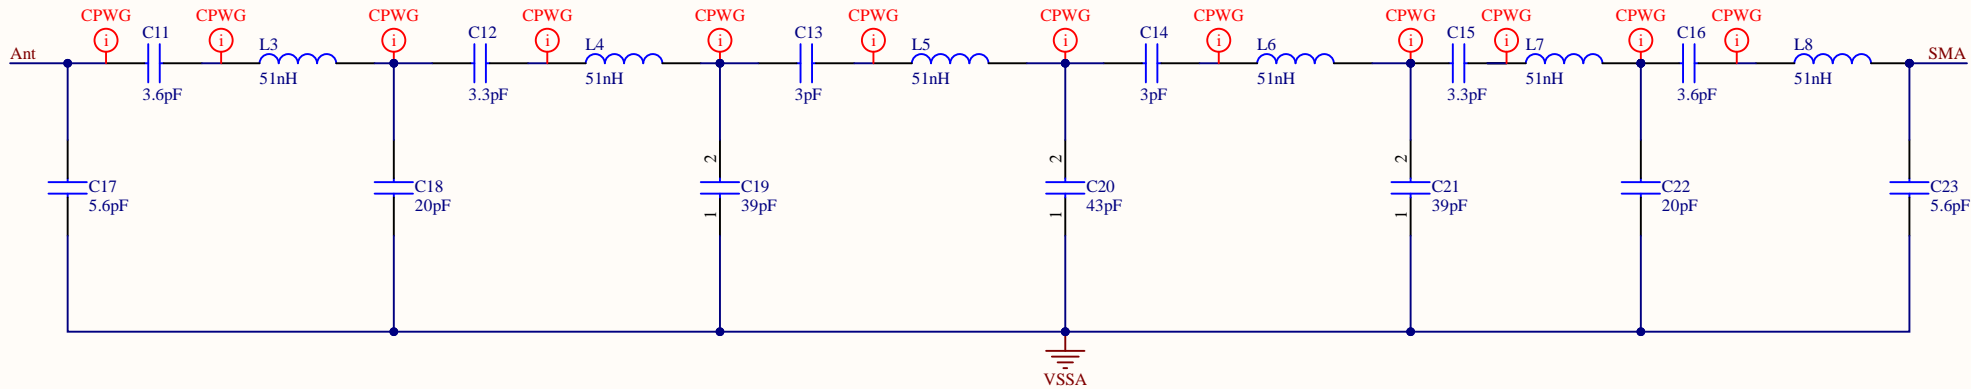 CPWG CPWG CPWG CPWG CPWG CPWG CPWG CPWG CPWG CPWG CPWG CPWG
i i i i i i i i i i i i
Ant C11 L3 C12 L4 C13 L5 C14 L6 C15 L7 C16 L8 SMA
51nH 51nH 51nH 51nH 51nH 51nH
3.6pF 3.3pF 3pF 3pF 3.3pF 3.6pF
2 2 2
C17 C18 C19 C20 C21 C22 C23
5.6pF 20pF 39pF 43pF 39pF 20pF 5.6pF
1 1 1
VSSA